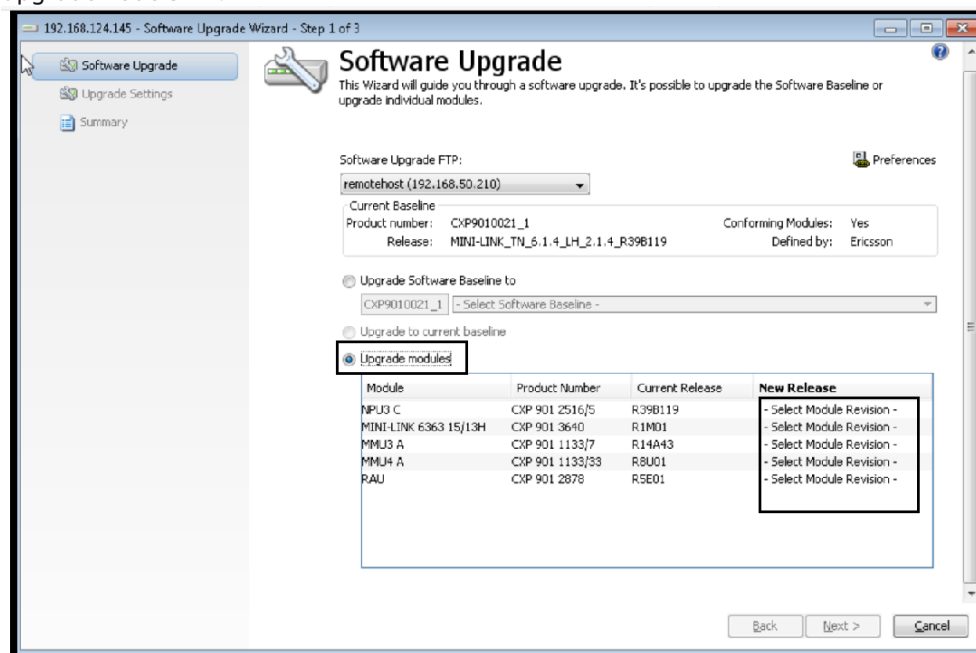 192.168.124.145 - Software Upgrade Wizard - Step 1 of 3
Software Upgrade
Upgrade Settings
Summary
Software Upgrade
This Wizard will guide you through a software upgrade. It's possible to upgrade the Software Baseline or
upgrade individual modules.
Software Upgrade FTP:
Preferences
remotehost (192.168.50.210)
Current Baseline
Product number: CXP9010021_1 Conforming Modules: Yes
Release: MINI-LINK_TN_6.1.4_LH_2.1.4_R39B119 Defined by: Ericsson
Upgrade Software Baseline to
CXP9010021_1 - Select Software Baseline -
Upgrade to current baseline
Upgrade modules
Module Product Number Current Release New Release
NPU3 C CXP 901 2516/5 R39B119 - Select Module Revision -
MINI-LINK 6363 15/13H CXP 901 3640 R1M01 - Select Module Revision -
MMU3 A CXP 901 1133/7 R14A43 - Select Module Revision -
MMU4 A CXP 901 1133/33 R8U01 - Select Module Revision -
RAU CXP 901 2878 R5E01 - Select Module Revision -
Back Next > Cancel